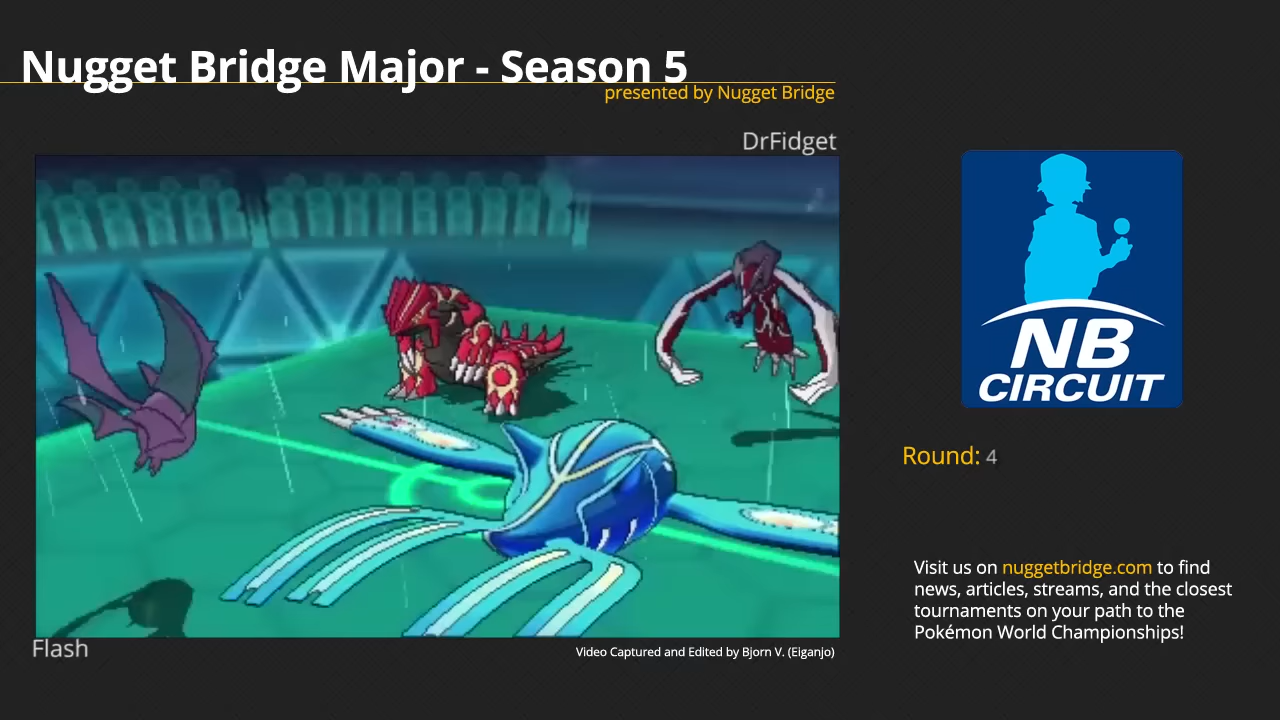 Nugget Bridge Major - Season 5
presented by Nugget Bridge
DrFidget
NB
CIRCUIT
Round: 4
Visit us on nuggetbridge.com to find
news, articles, streams, and the closest
tournaments on your path to the
Pokémon World Championships!
Flash
Video Captured and Edited by Bjorn V. (Eiganjo)